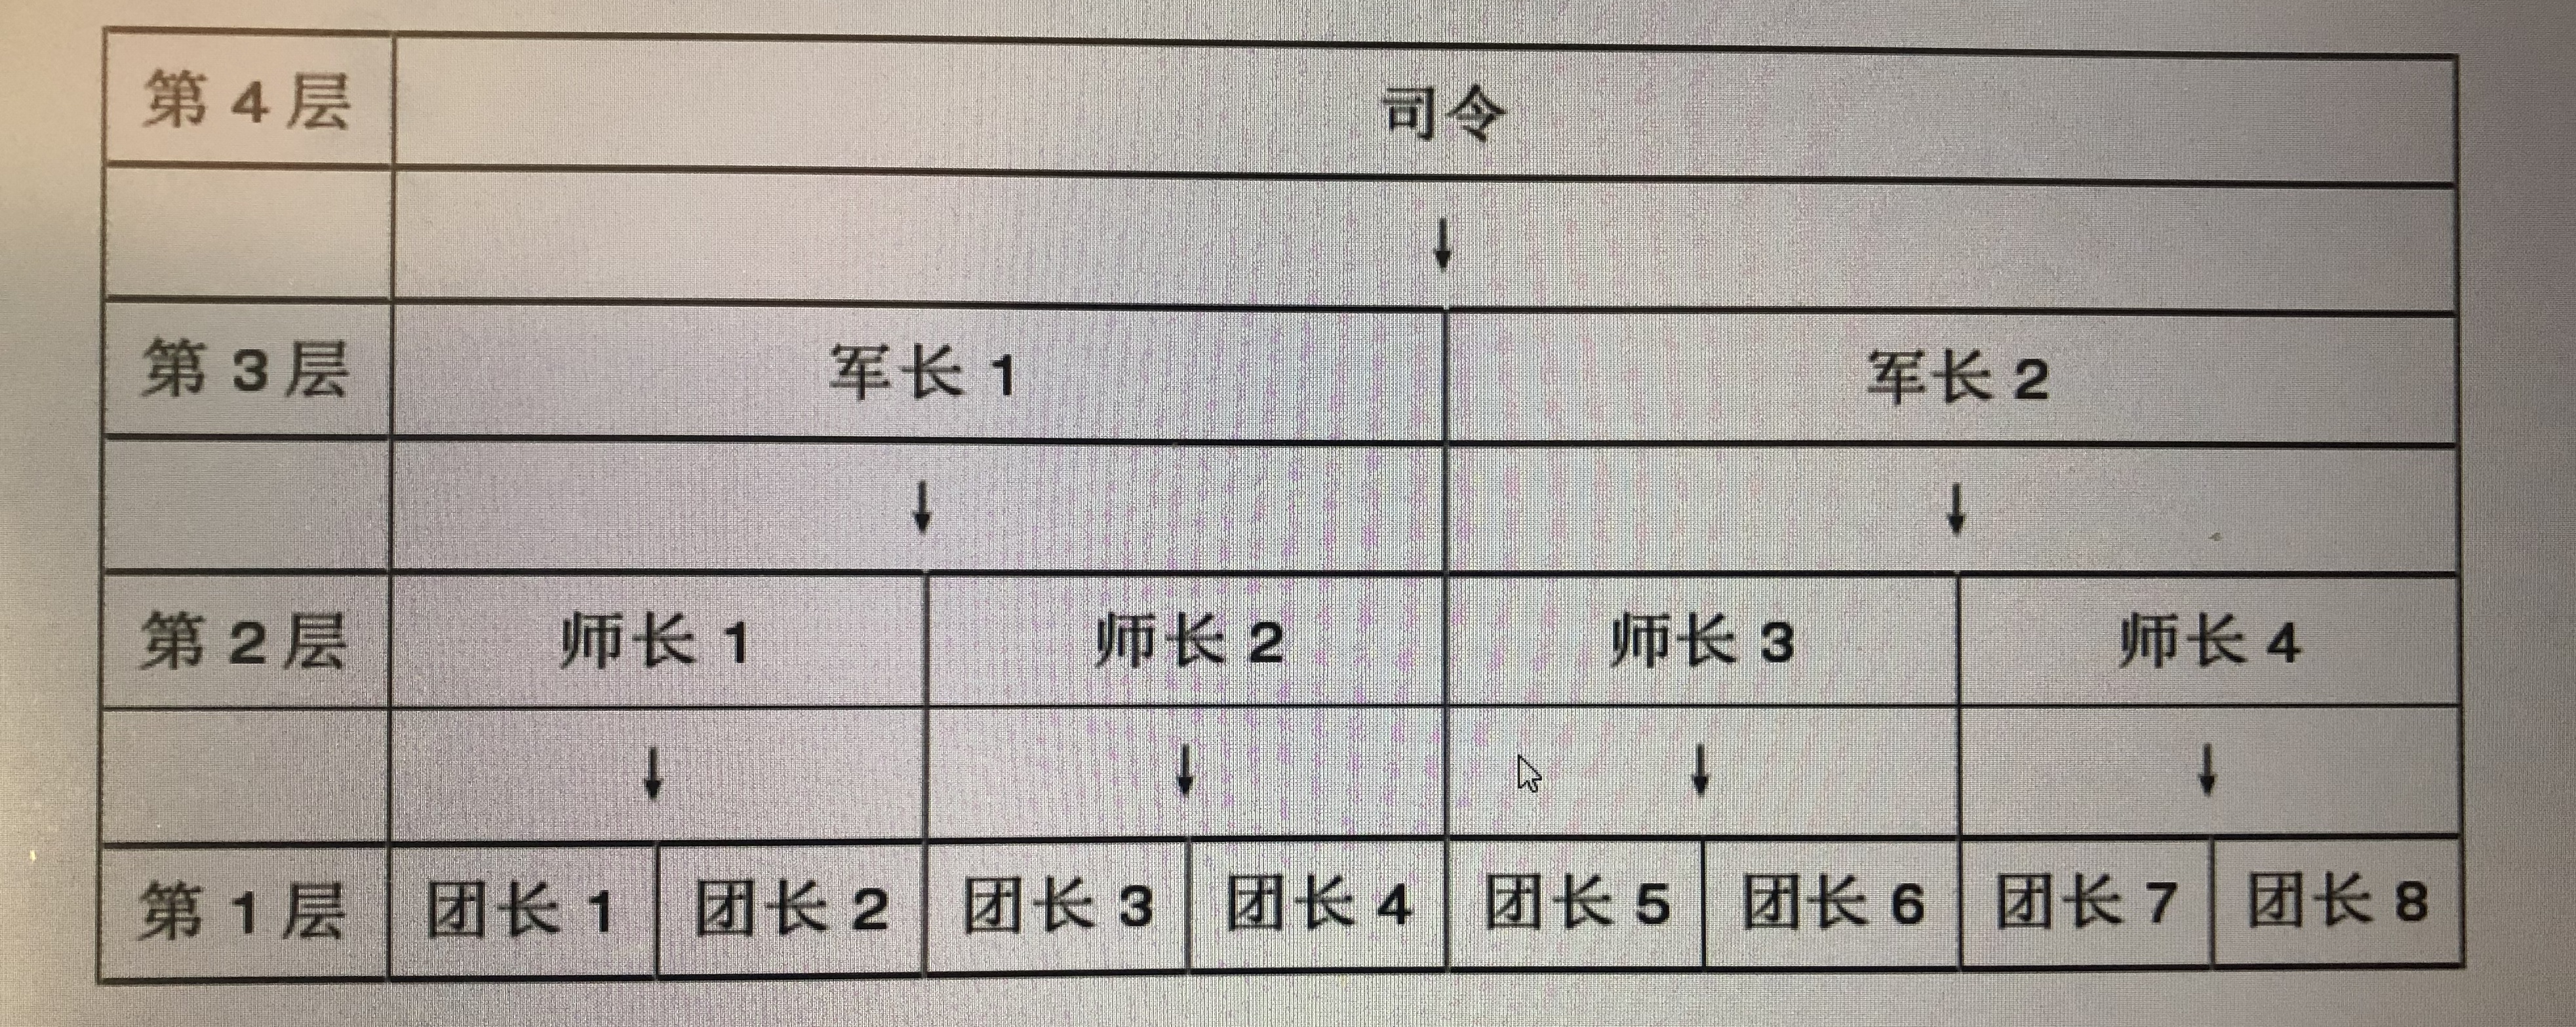 第 4 层 司令
↓
第 3 层 军长 1 军长 2
↓ ↓
第 2 层 师长 1 师长 2 师长 3 师长 4
↓ ↓ ↓ ↓
第 1 层 团长 1 团长 2 团长 3 团长 4 团长 5 团长 6 团长 7 团长 8